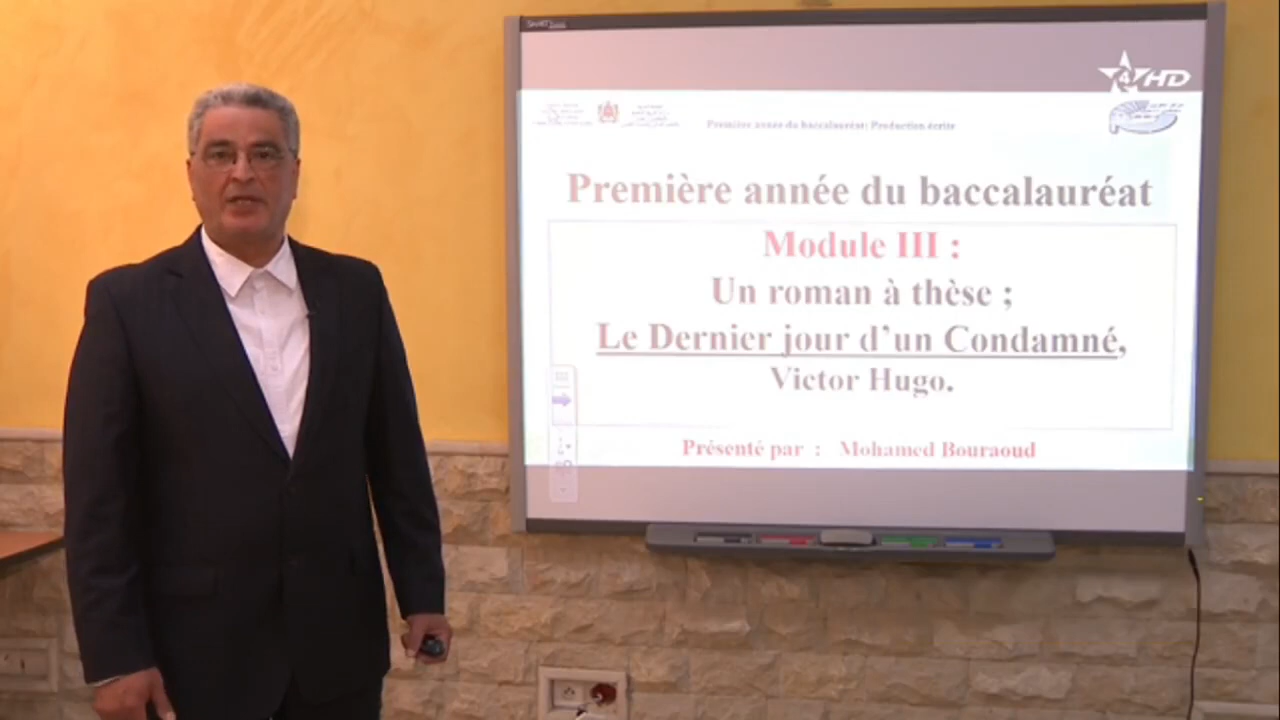 SMART
4 HD
Première année du baccalauréat: Production écrite
Première année du baccalauréat
Module III :
Un roman à thèse ;
Le Dernier jour d’un Condamné,
Victor Hugo.
Présenté par : Mohamed Bouraoud